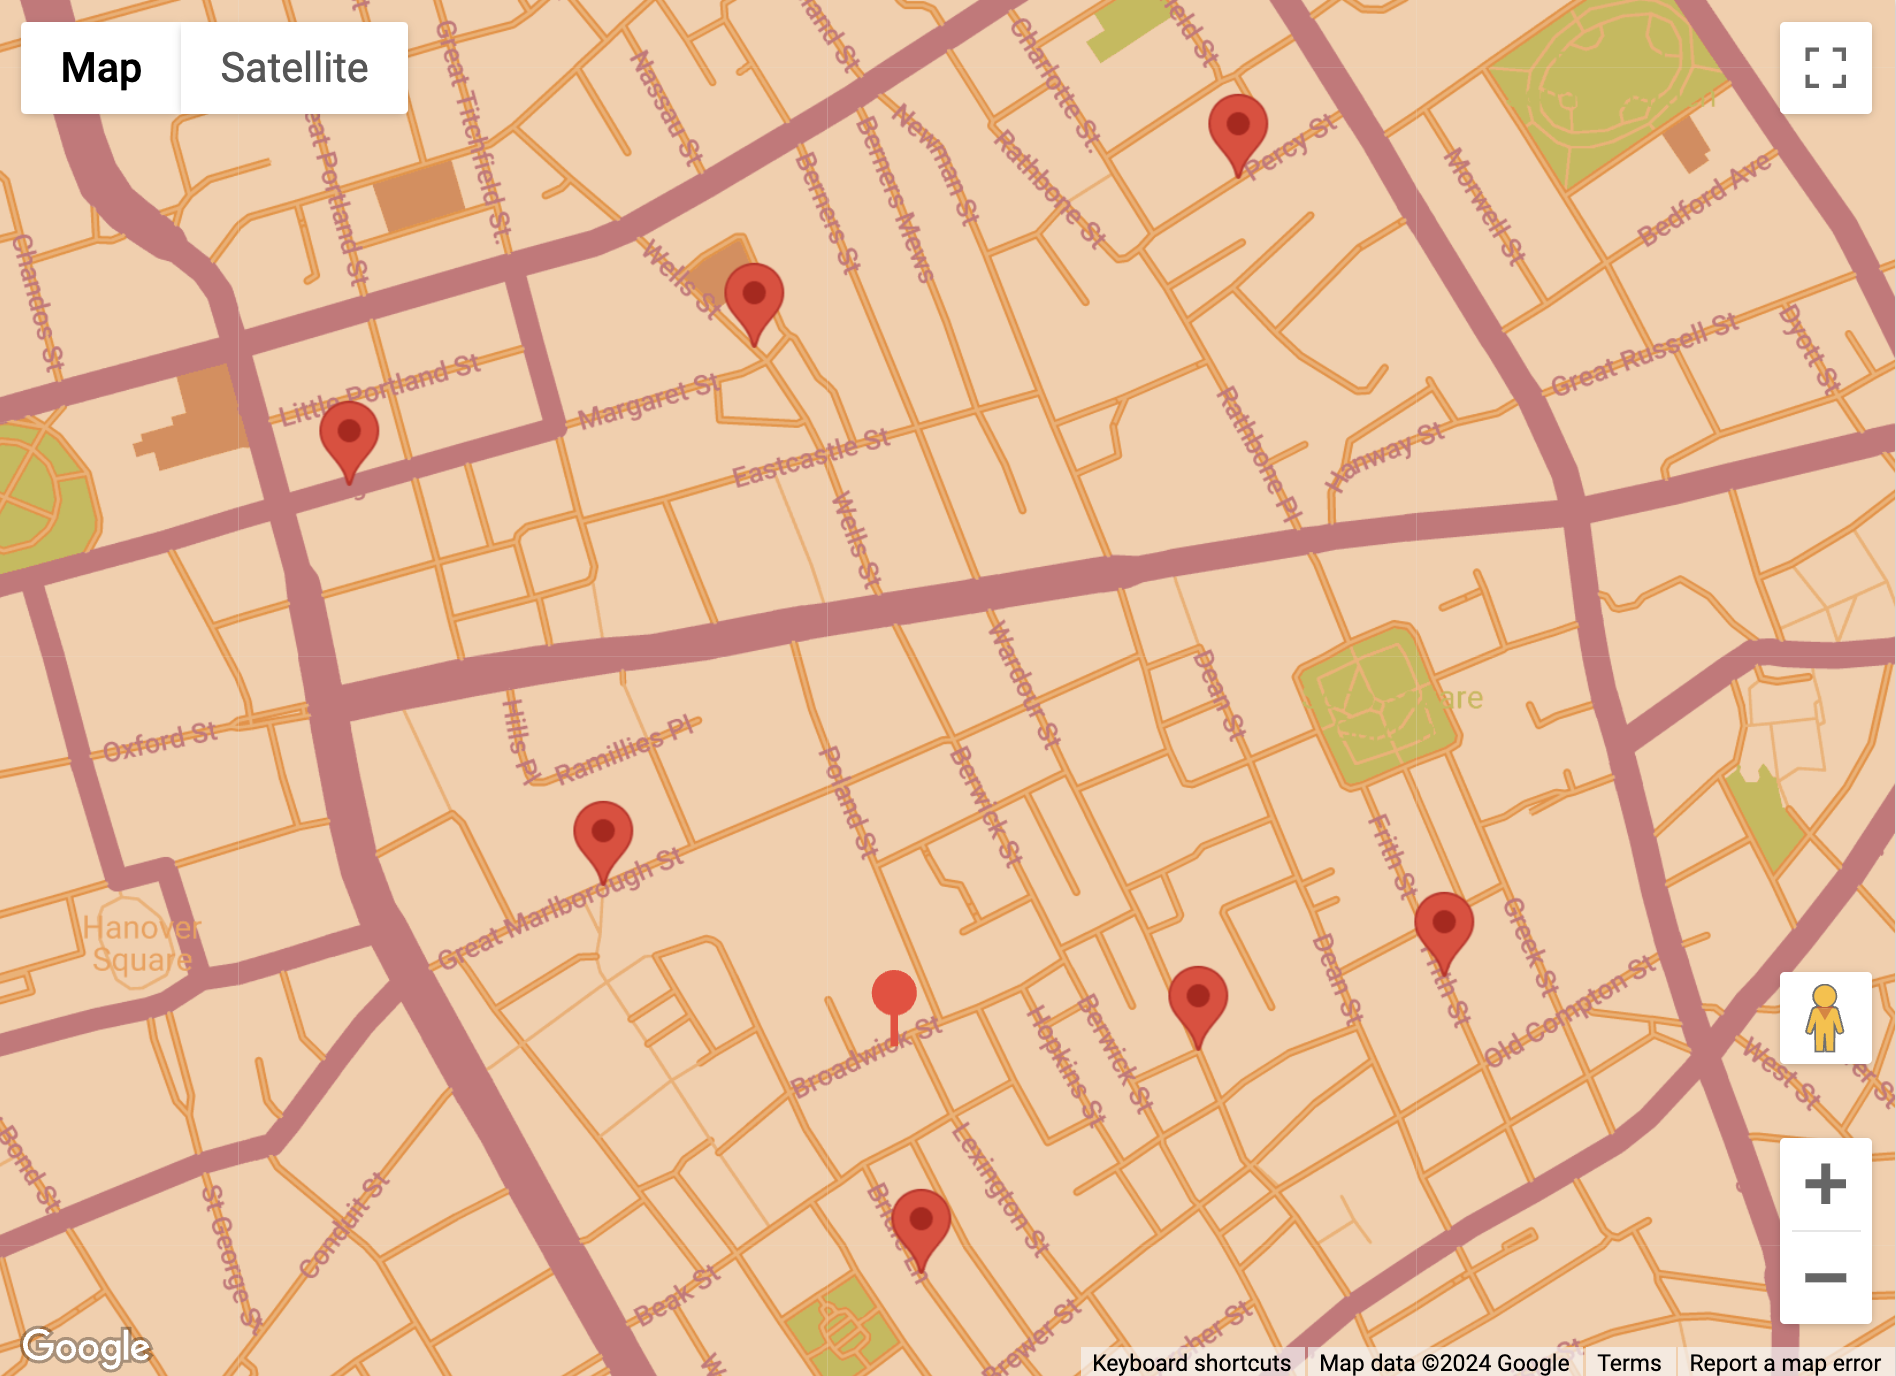 Map
Satellite
Great Titchfield St.
Nassau St
Charlotte St.
Newman St
Berners Mews
Berners St
Rathbone St
Percy St
Morwell St
Bedford Ave
Chandos St
Wells St
Great Russell St
Dyott St
Little Portland St
Margaret St
Eastcastle St
Rathbone Pl
Hanway St
Wells St
Oxford St
Hills Pl
Ramillies Pl
Wardour St
Dean St
Poland St
Berwick St
Great Marlborough St
Frith St
Greek St
Hanover
Square
Dean St
Old Compton St
Broadwick St
Hopkins St
Berwick St
West St
Bond St
St George St
Conduit St
Lexington St
Beak St
Brewer St
Google
Keyboard shortcuts
Map data ©2024 Google
Terms
Report a map error